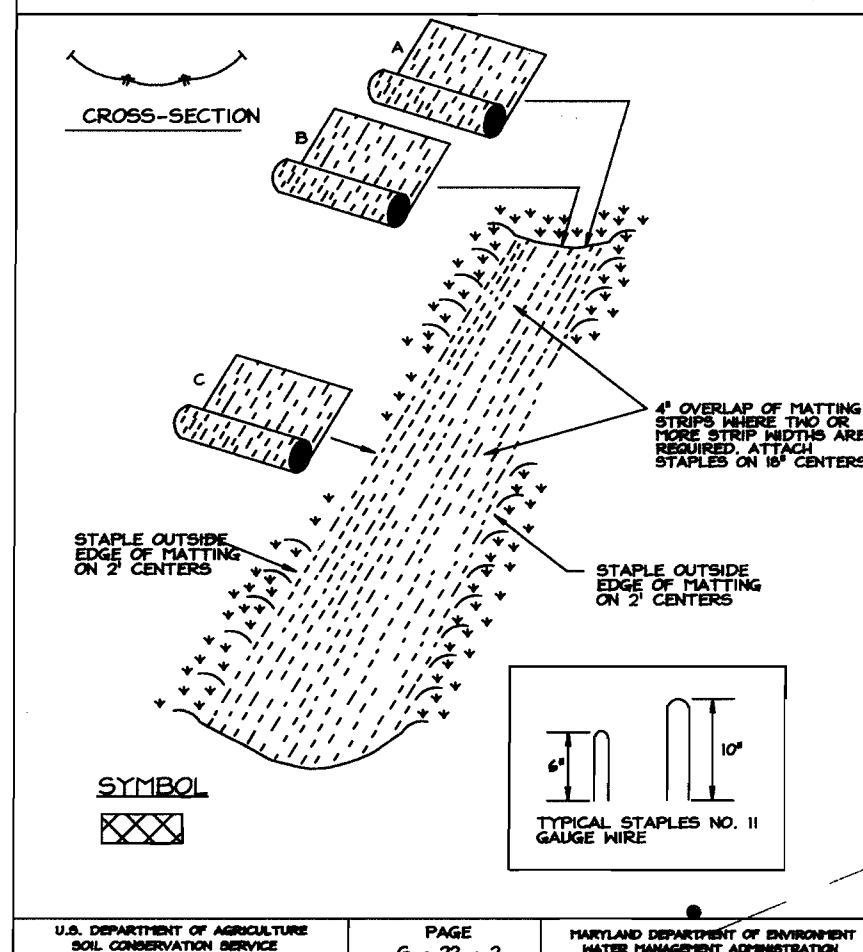 CROSS-SECTION
A
B
C
4" OVERLAP OF MATTING
STRIPS WHERE TWO OR
MORE STRIP WIDTHS ARE
REQUIRED. ATTACH
STAPLES ON 18" CENTERS
STAPLE OUTSIDE
EDGE OF MATTING
ON 2' CENTERS
STAPLE OUTSIDE
EDGE OF MATTING
ON 2' CENTERS
6"
10"
TYPICAL STAPLES NO. 11
GAUGE WIRE
SYMBOL
U.S. DEPARTMENT OF AGRICULTURE
SOIL CONSERVATION SERVICE
PAGE
G - 22 - 2
MARYLAND DEPARTMENT OF ENVIRONMENT
WATER MANAGEMENT ADMINISTRATION